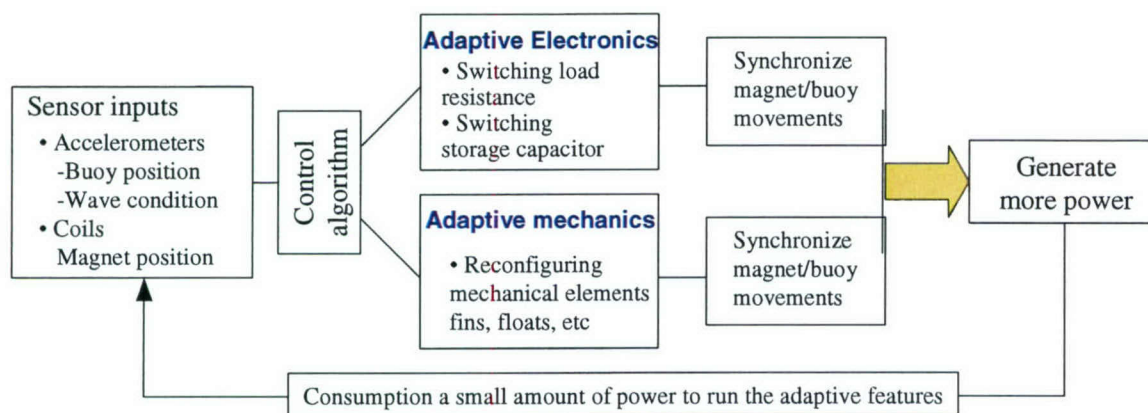 Sensor inputs
• Accelerometers
-Buoy position
-Wave condition
• Coils
Magnet position
Control
algorithm
Adaptive Electronics
• Switching load
resistance
• Switching
storage capacitor
Adaptive mechanics
• Reconfiguring
mechanical elements
fins, floats, etc
Synchronize
magnet/buoy
movements
Synchronize
magnet/buoy
movements
Generate
more power
Consumption a small amount of power to run the adaptive features